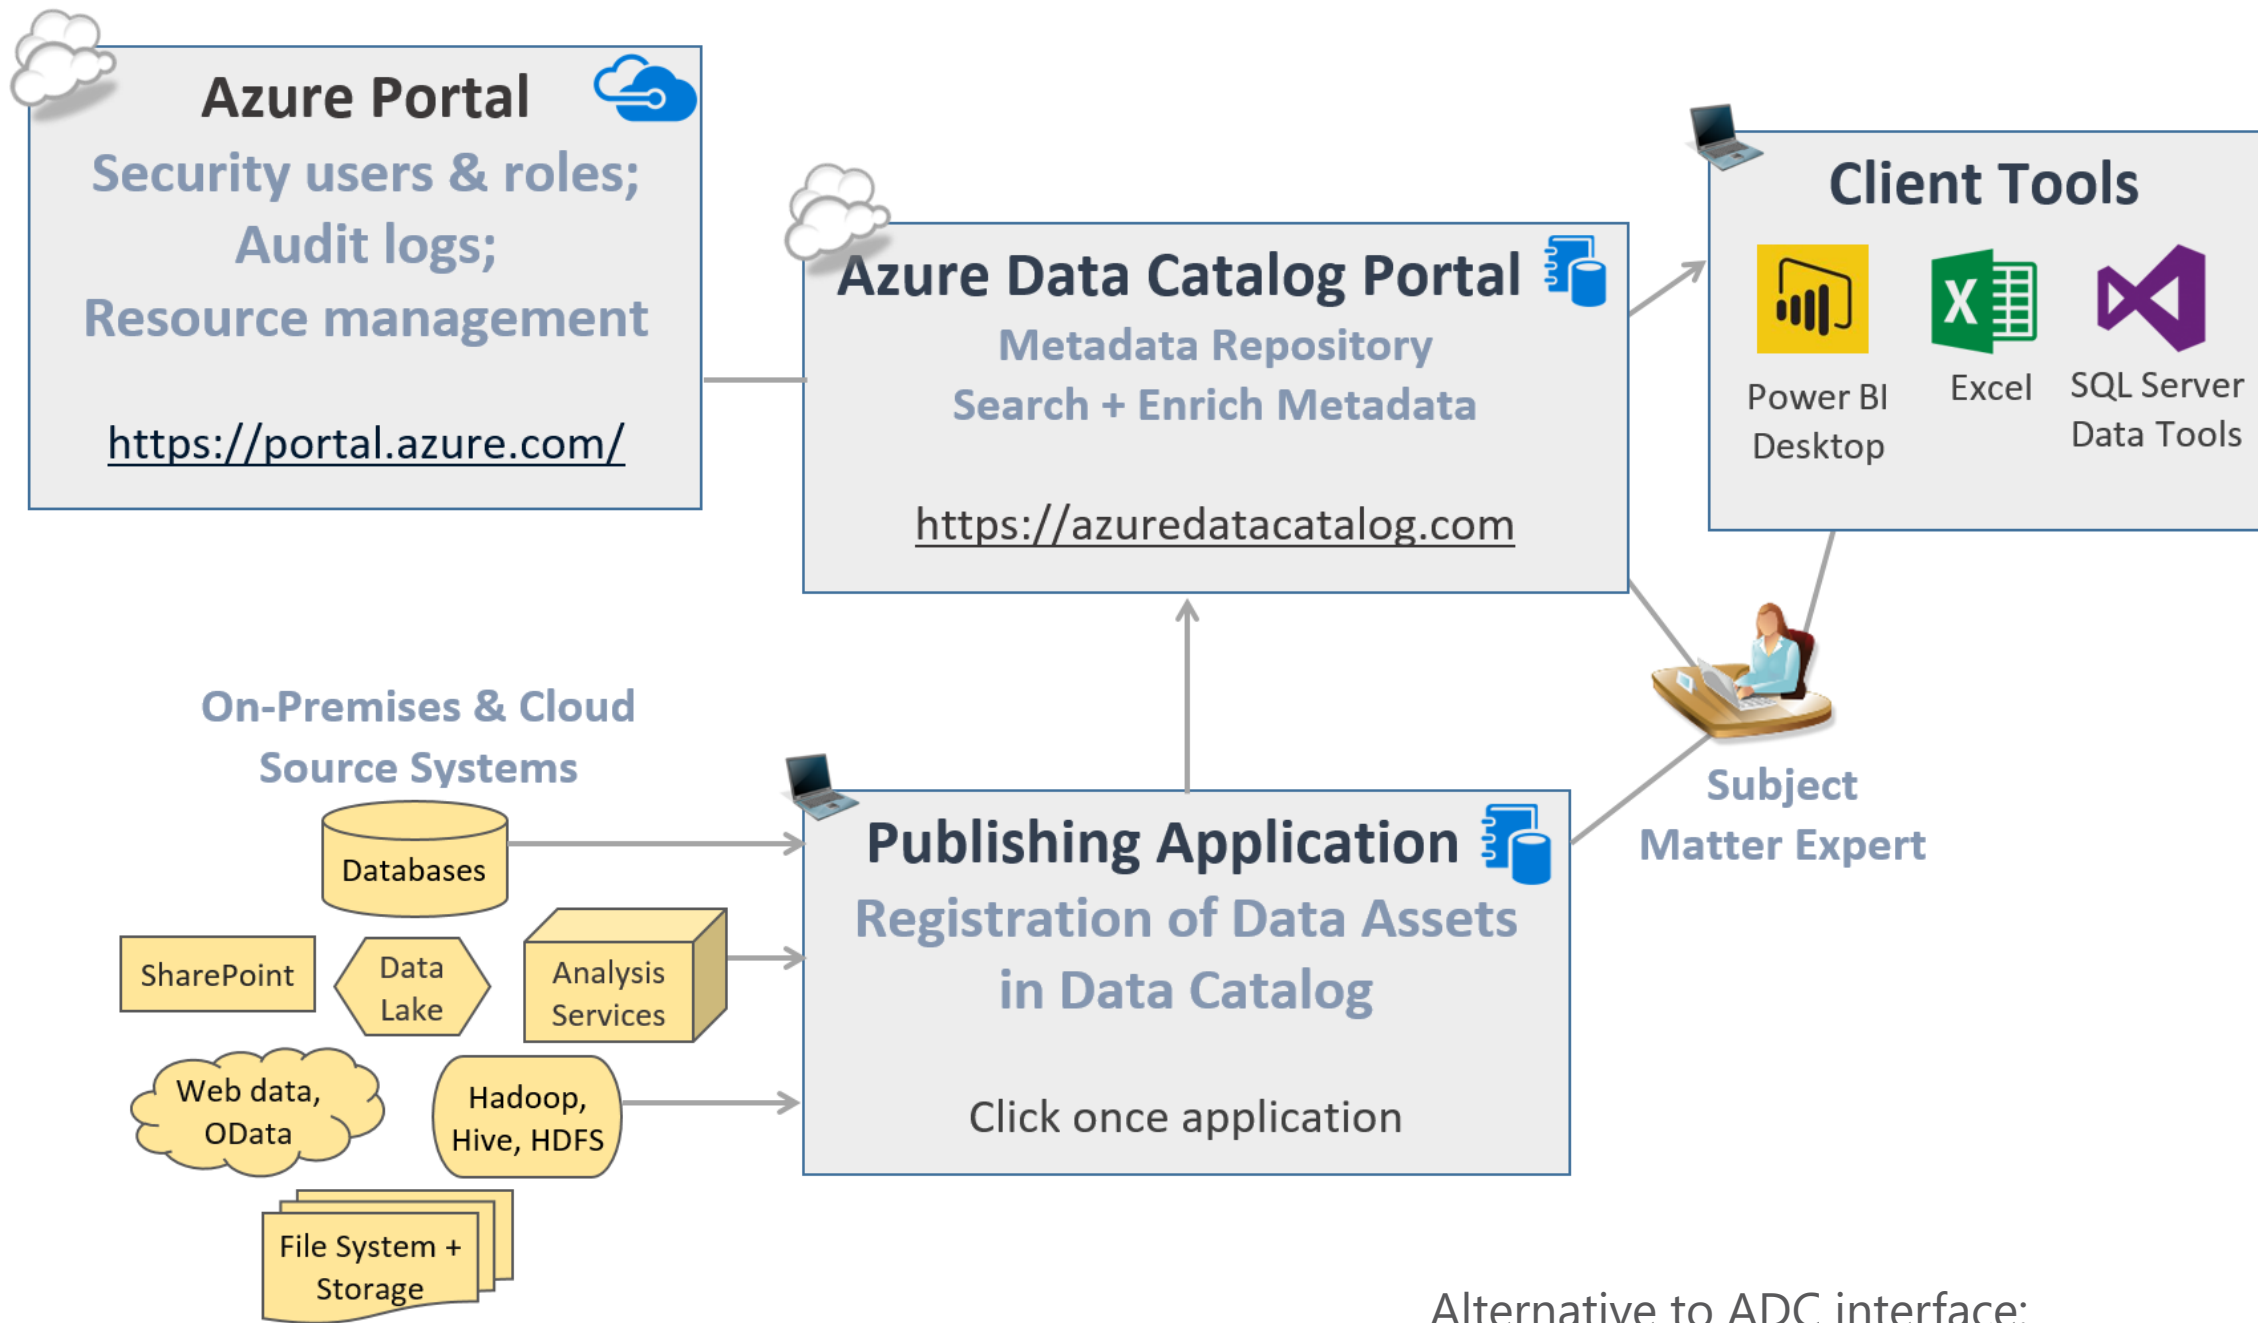 Azure Portal
Security users & roles;
Audit logs;
Resource management
https://portal.azure.com/
Azure Data Catalog Portal
Metadata Repository
Search + Enrich Metadata
https://azuredatacatalog.com
Client Tools
Power BI
Desktop
Excel
SQL Server
Data Tools
On-Premises & Cloud
Source Systems
Databases
SharePoint
Data
Lake
Analysis
Services
Web data,
OData
Hadoop,
Hive, HDFS
File System +
Storage
Publishing Application
Registration of Data Assets
in Data Catalog
Click once application
Subject
Matter Expert
Alternative to ADC interface: